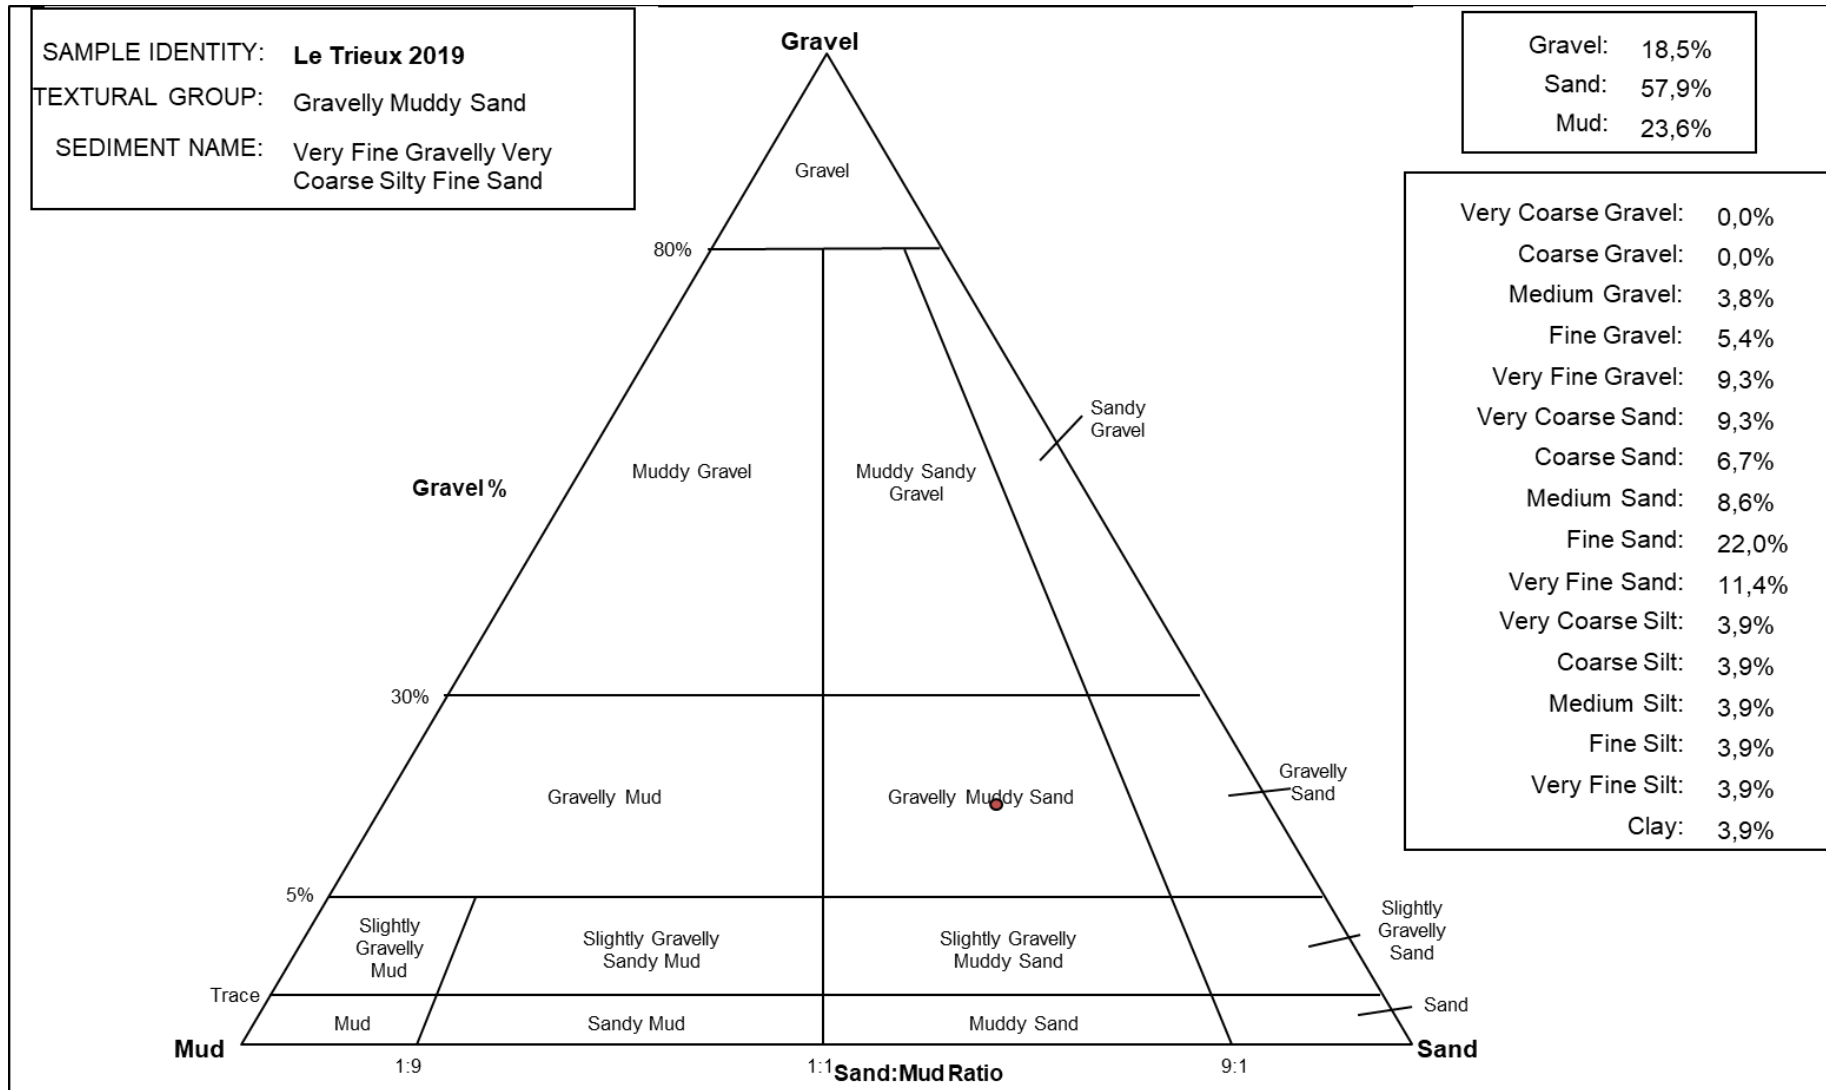 SAMPLE IDENTITY: Le Trieux 2019
TEXTURAL GROUP: Gravelly Muddy Sand
SEDIMENT NAME: Very Fine Gravelly Very
Coarse Silty Fine Sand
Gravel
Gravel: 18,5%
Sand: 57,9%
Mud: 23,6%
Very Coarse Gravel: 0,0%
Coarse Gravel: 0,0%
Medium Gravel: 3,8%
Fine Gravel: 5,4%
Very Fine Gravel: 9,3%
Very Coarse Sand: 9,3%
Coarse Sand: 6,7%
Medium Sand: 8,6%
Fine Sand: 22,0%
Very Fine Sand: 11,4%
Very Coarse Silt: 3,9%
Coarse Silt: 3,9%
Medium Silt: 3,9%
Fine Silt: 3,9%
Very Fine Silt: 3,9%
Clay: 3,9%
Gravel
80%
Sandy
Gravel
Muddy Gravel
Muddy Sandy
Gravel
Gravel %
30%
Gravelly Mud
Gravelly Muddy Sand
Gravelly
Sand
5%
Slightly
Gravelly
Mud
Slightly Gravelly
Sandy Mud
Slightly Gravelly
Muddy Sand
Slightly
Gravelly
Sand
Trace
Mud
Sandy Mud
Muddy Sand
Sand
Mud
Sand
1:9
1:1
9:1
Sand:Mud Ratio